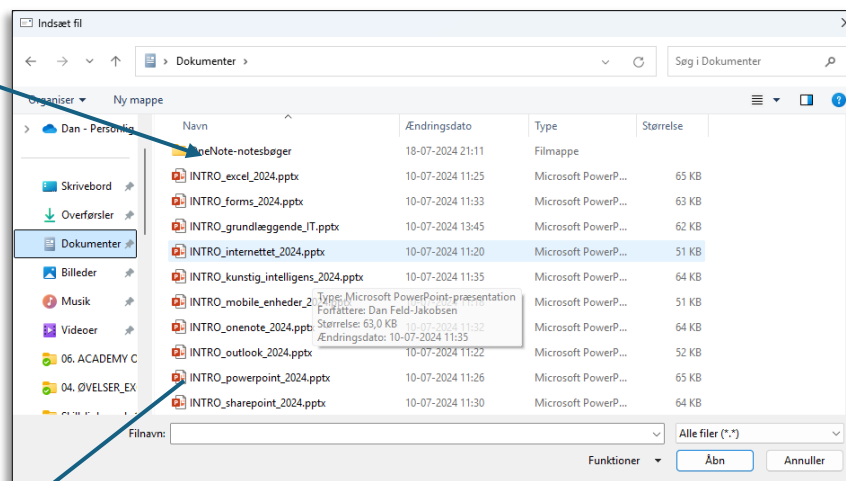 Indsæt fil
Dokumenter
Søg i Dokumenter
Organiser Ny mappe
Navn Ændringsdato Type Størrelse
Dan - Personlig
Skrivebord
Overførsler
Dokumenter
Billeder
Musik
Videoer
06. ACADEMY O
04. ØVELSER_EX
OneNote-notesbøger 18-07-2024 21:11 Filmappe
INTRO_excel_2024.pptx 10-07-2024 11:25 Microsoft PowerP... 65 KB
INTRO_forms_2024.pptx 10-07-2024 11:33 Microsoft PowerP... 63 KB
INTRO_grundlæggende_IT.pptx 10-07-2024 13:45 Microsoft PowerP... 62 KB
INTRO_internettet_2024.pptx 10-07-2024 11:20 Microsoft PowerP... 51 KB
INTRO_kunstig_intelligens_2024.pptx 10-07-2024 11:35 Microsoft PowerP... 64 KB
INTRO_mobile_enheder_2 Microsoft PowerP... 51 KB
INTRO_onenote_2024.ppt 10-07-2024 11:32 Microsoft PowerP... 64 KB
INTRO_outlook_2024.pptx 10-07-2024 11:22 Microsoft PowerP... 52 KB
INTRO_powerpoint_2024.pptx 10-07-2024 11:26 Microsoft PowerP... 65 KB
INTRO_sharepoint_2024.pptx 10-07-2024 11:30 Microsoft PowerP... 64 KB
Type: Microsoft PowerPoint-præsentation
Forfattere: Dan Feld-Jakobsen
Størrelse: 63,0 KB
Ændringsdato: 10-07-2024 11:35
Filnavn: Alle filer (*.*)
Funktioner Åbn Annuller